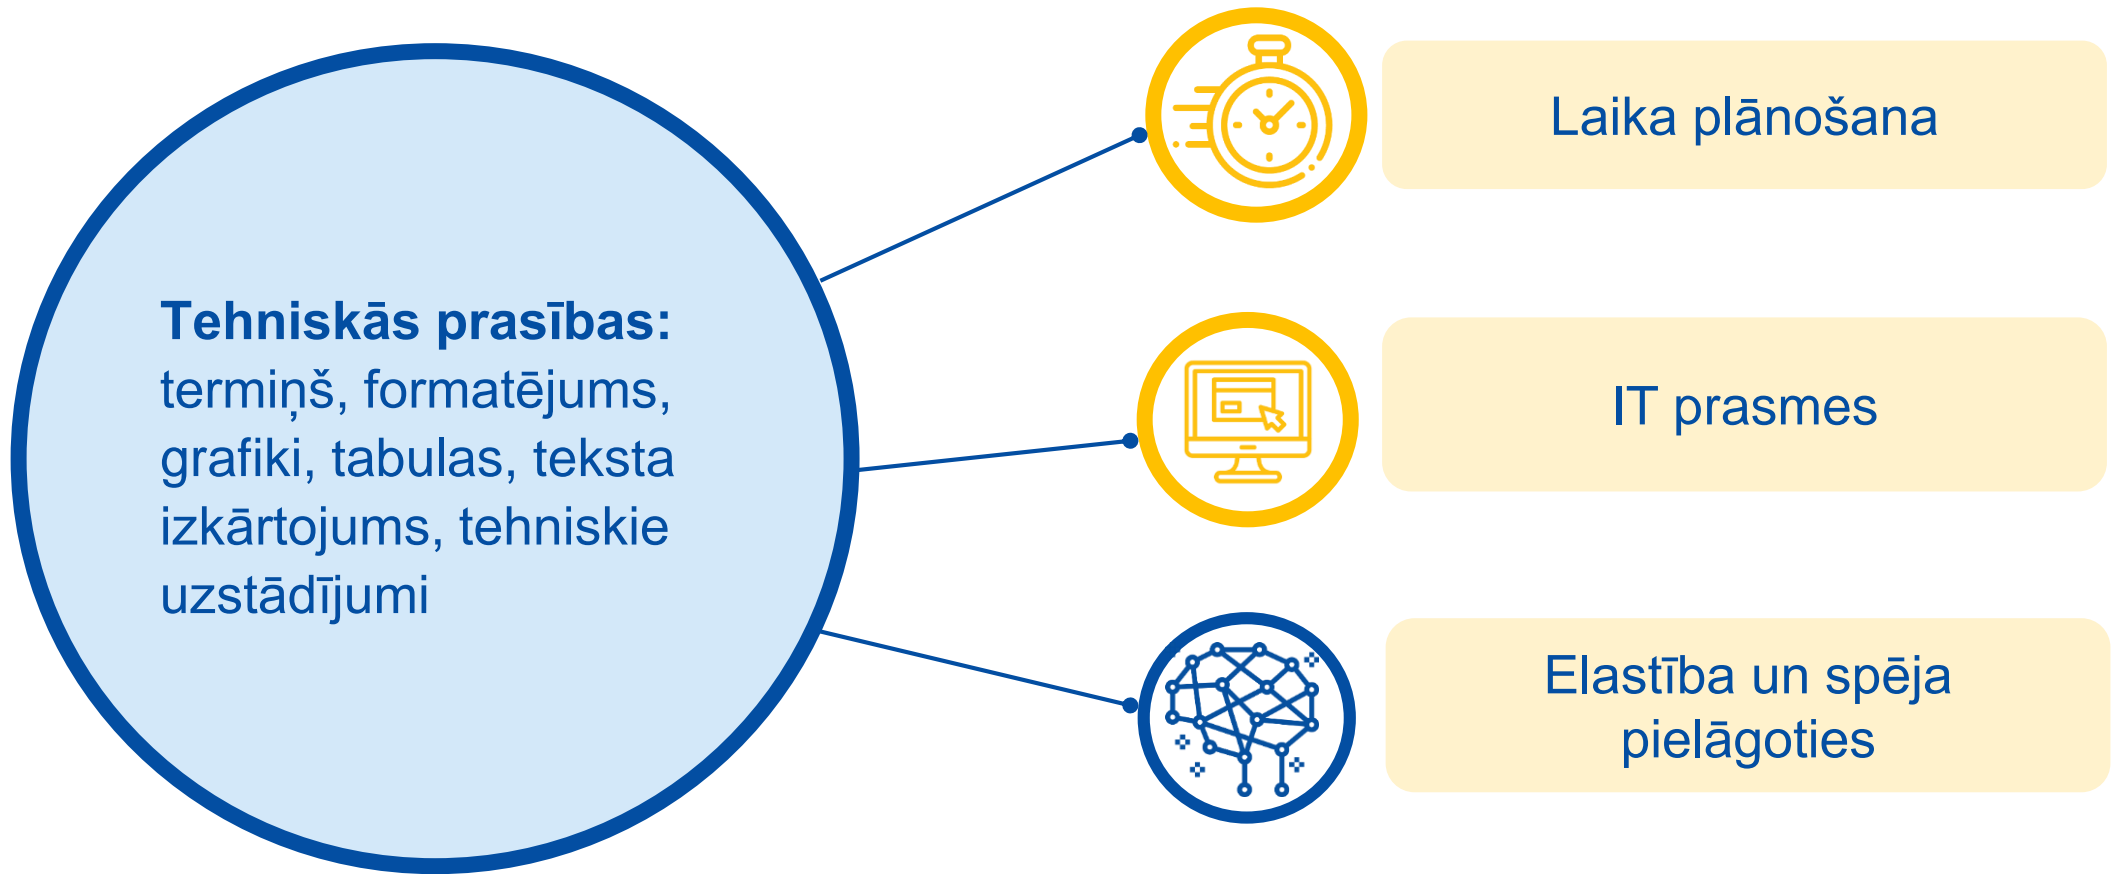 Tehniskās prasības:
termiņš, formatējums,
grafiki, tabulas, teksta
izkārtojums, tehniskie
uzstādījumi
Laika plānošana
IT prasmes
Elastība un spēja
pielāgoties